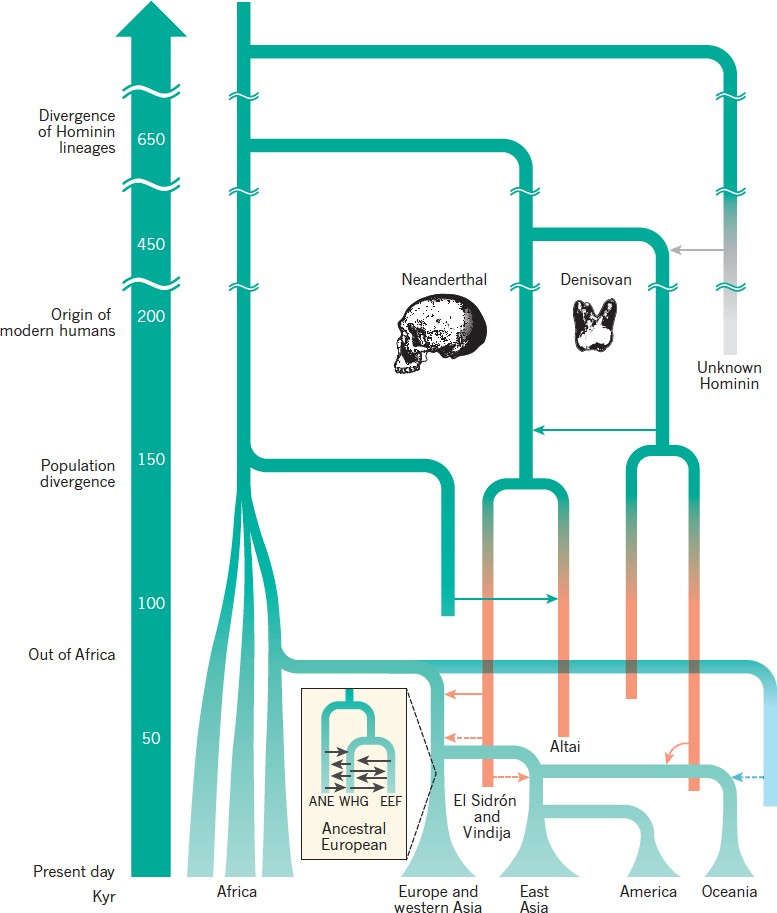 Divergence
of Hominin
lineages
650
450
Neanderthal
Denisovan
Origin of
modern humans
200
Unknown
Hominin
Population
divergence
150
100
Out of Africa
50
Altai
ANE WHG EEF
Ancestral
European
El Sidrón
and
Vindija
Present day
Kyr
Africa
Europe and
western Asia
East
Asia
America
Oceania